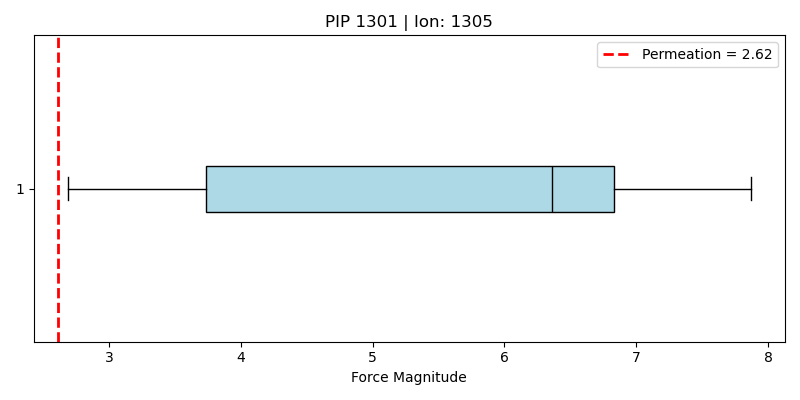 PIP 1301 | Ion: 1305
Permeation = 2.62
1
3 4 5 6 7 8
Force Magnitude